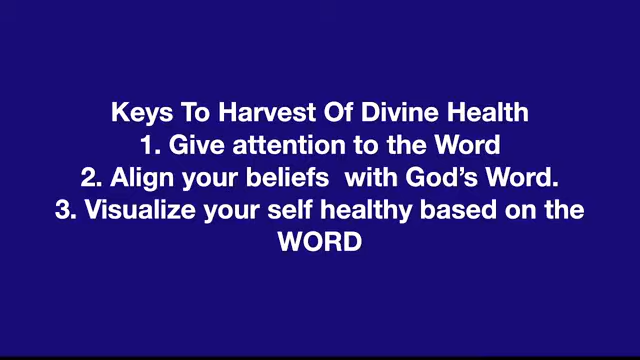 Keys To Harvest Of Divine Health
1. Give attention to the Word
2. Align your beliefs  with God's Word.
3. Visualize your self healthy based on the
WORD